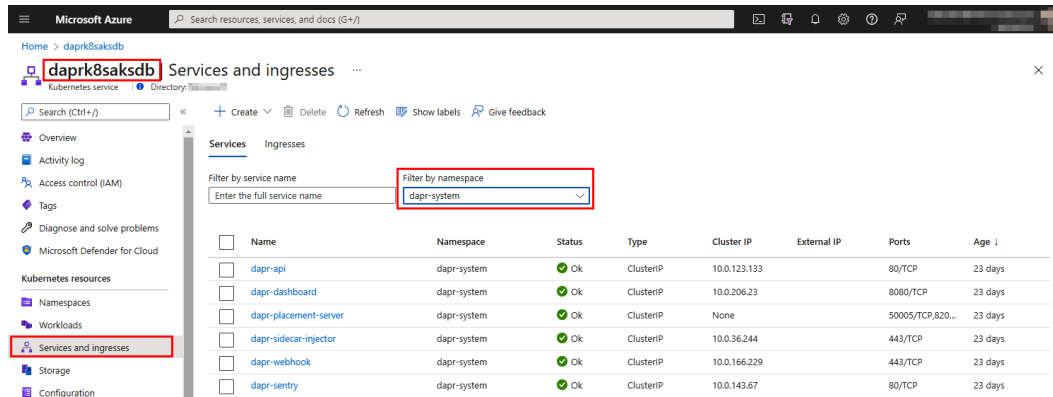 Microsoft Azure
Search resources, services, and docs (G+/)
Home > daprk8saksdb
daprk8saksdb | Services and ingresses ...
Kubernetes service
Directory:
Search (Ctrl+/)
«
Create
Delete
Refresh
Show labels
Give feedback
Overview
Activity log
Access control (IAM)
Tags
Diagnose and solve problems
Microsoft Defender for Cloud
Kubernetes resources
Namespaces
Workloads
Services and ingresses
Storage
Configuration
Services Ingresses
Filter by service name Filter by namespace
Enter the full service name dapr-system
Name Namespace Status Type Cluster IP External IP Ports Age ↓
dapr-api dapr-system Ok ClusterIP 10.0.123.133 80/TCP 23 days
dapr-dashboard dapr-system Ok ClusterIP 10.0.206.23 8080/TCP 23 days
dapr-placement-server dapr-system Ok ClusterIP None 50005/TCP,820... 23 days
dapr-sidecar-injector dapr-system Ok ClusterIP 10.0.36.244 443/TCP 23 days
dapr-webhook dapr-system Ok ClusterIP 10.0.166.229 443/TCP 23 days
dapr-sentry dapr-system Ok ClusterIP 10.0.143.67 80/TCP 23 days